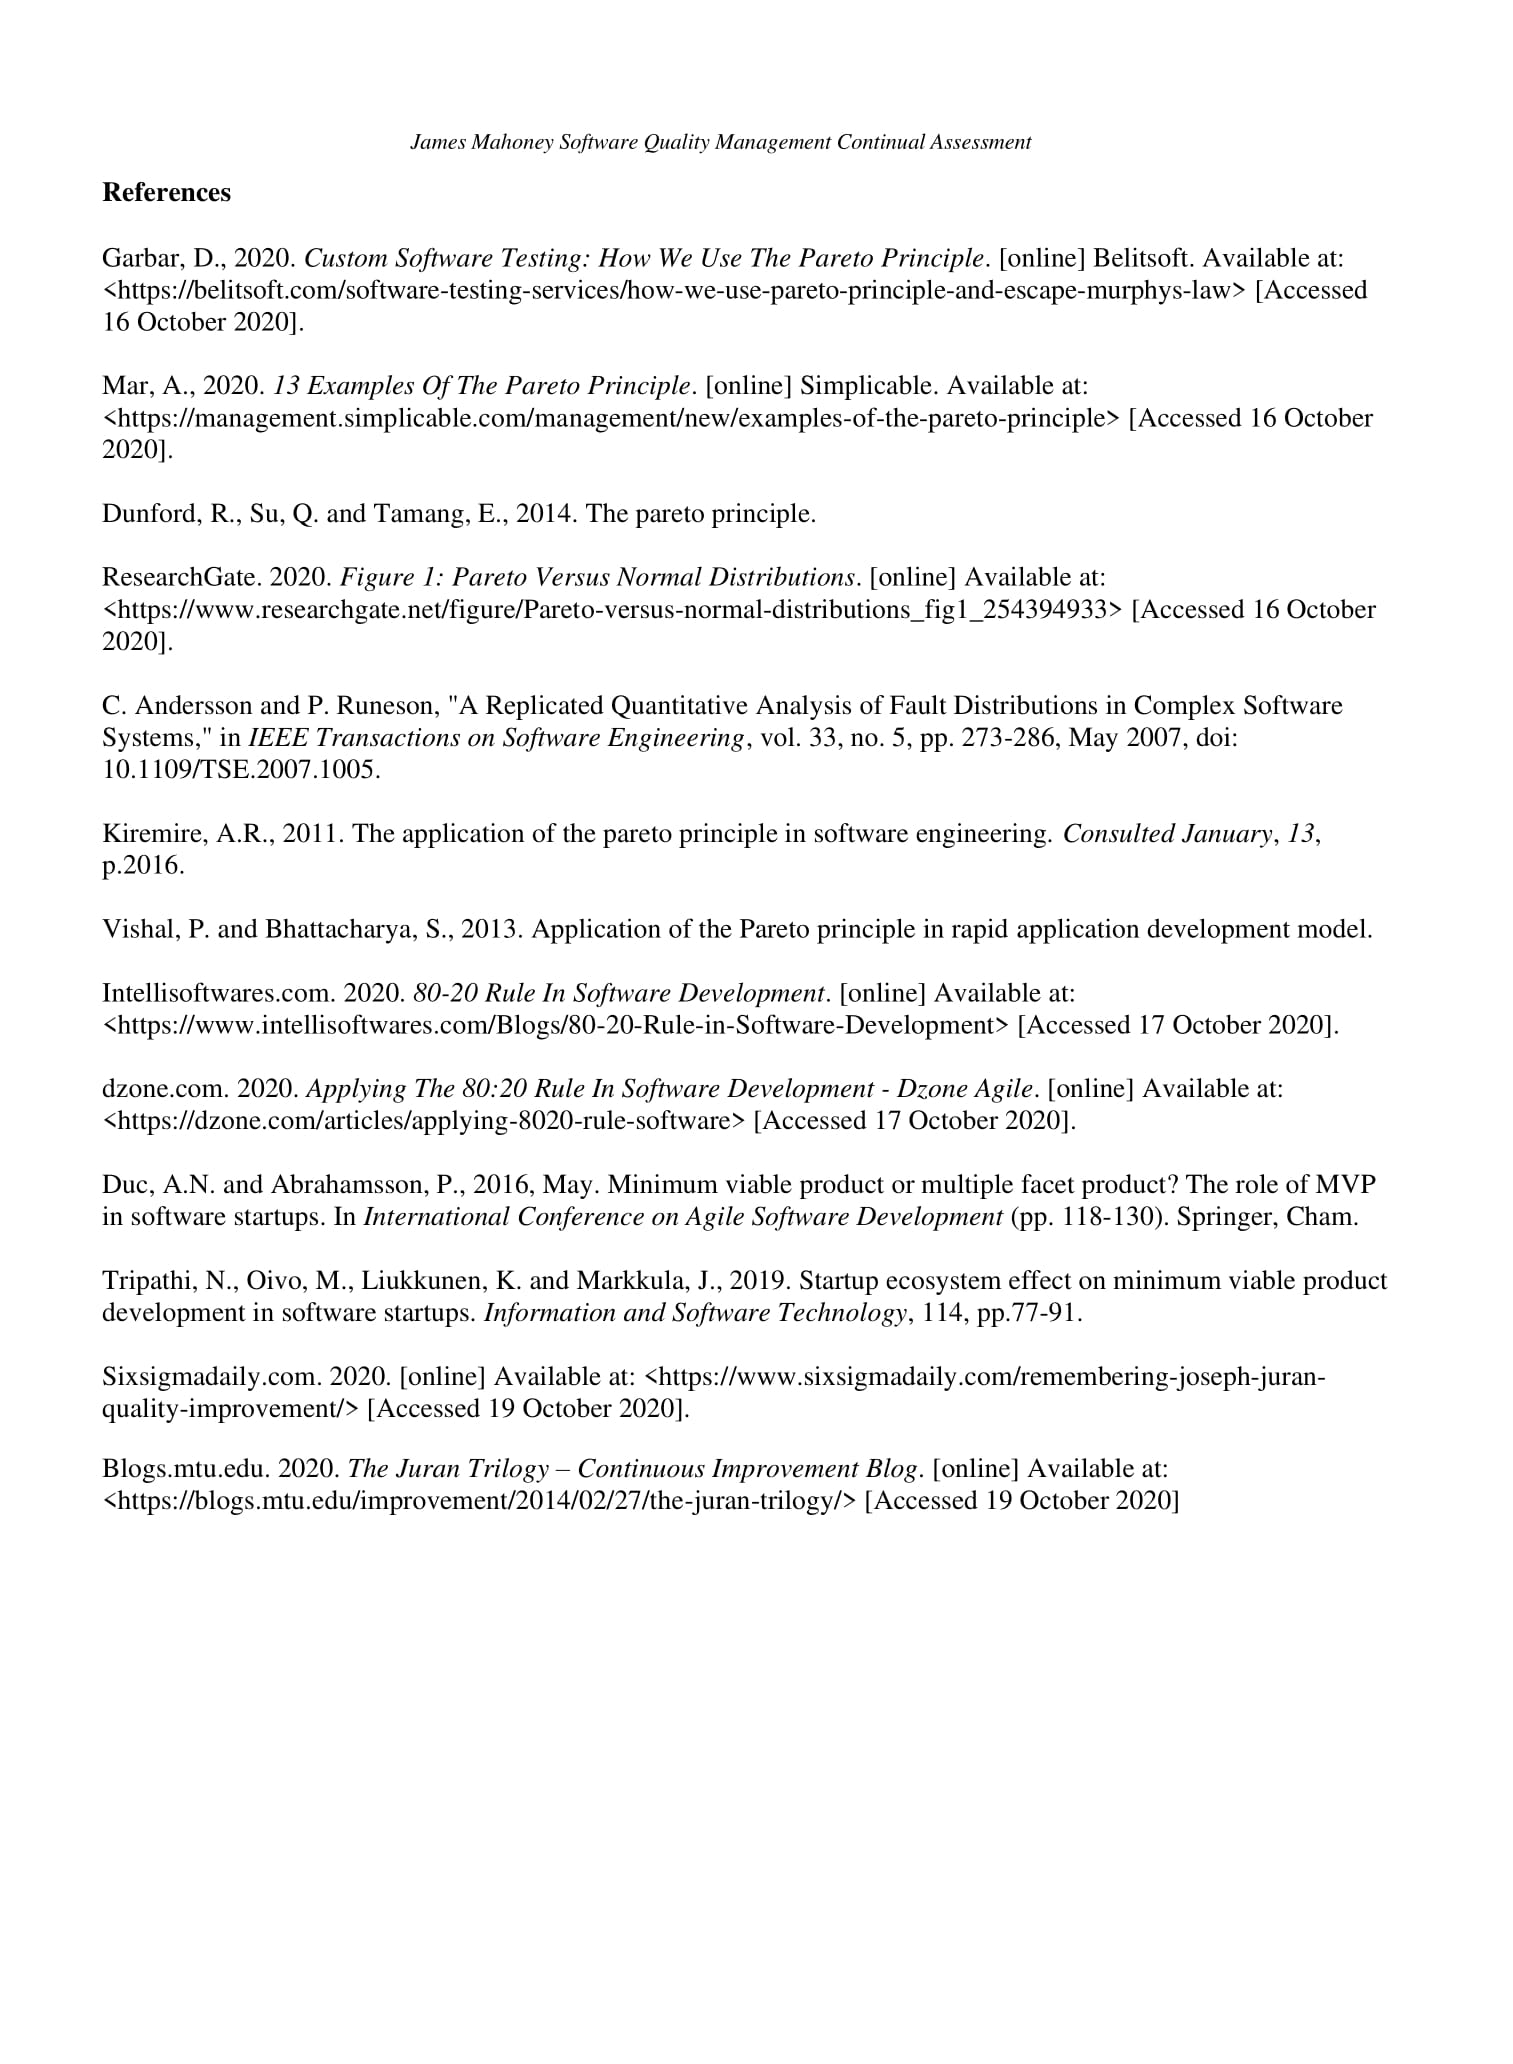 James Mahoney Software Quality Management Continual Assessment
References
Garbar, D., 2020. Custom Software Testing: How We Use The Pareto Principle. [online] Belitsoft. Available at:
<https://belitsoft.com/software-testing-services/how-we-use-pareto-principle-and-escape-murphys-law> [Accessed
16 October 2020].
Mar, A., 2020. 13 Examples Of The Pareto Principle. [online] Simplicable. Available at:
<https://management.simplicable.com/management/new/examples-of-the-pareto-principle> [Accessed 16 October
2020].
Dunford, R., Su, Q. and Tamang, E., 2014. The pareto principle.
ResearchGate. 2020. Figure 1: Pareto Versus Normal Distributions. [online] Available at:
<https://www.researchgate.net/figure/Pareto-versus-normal-distributions_fig1_254394933> [Accessed 16 October
2020].
C. Andersson and P. Runeson, "A Replicated Quantitative Analysis of Fault Distributions in Complex Software
Systems," in IEEE Transactions on Software Engineering, vol. 33, no. 5, pp. 273-286, May 2007, doi:
10.1109/TSE.2007.1005.
Kiremire, A.R., 2011. The application of the pareto principle in software engineering. Consulted January, 13,
p.2016.
Vishal, P. and Bhattacharya, S., 2013. Application of the Pareto principle in rapid application development model.
Intellisoftwares.com. 2020. 80-20 Rule In Software Development. [online] Available at:
<https://www.intellisoftwares.com/Blogs/80-20-Rule-in-Software-Development> [Accessed 17 October 2020].
dzone.com. 2020. Applying The 80:20 Rule In Software Development - Dzone Agile. [online] Available at:
<https://dzone.com/articles/applying-8020-rule-software> [Accessed 17 October 2020].
Duc, A.N. and Abrahamsson, P., 2016, May. Minimum viable product or multiple facet product? The role of MVP
in software startups. In International Conference on Agile Software Development (pp. 118-130). Springer, Cham.
Tripathi, N., Oivo, M., Liukkunen, K. and Markkula, J., 2019. Startup ecosystem effect on minimum viable product
development in software startups. Information and Software Technology, 114, pp.77-91.
Sixsigmadaily.com. 2020. [online] Available at: <https://www.sixsigmadaily.com/remembering-joseph-juran-
quality-improvement/> [Accessed 19 October 2020].
Blogs.mtu.edu. 2020. The Juran Trilogy – Continuous Improvement Blog. [online] Available at:
<https://blogs.mtu.edu/improvement/2014/02/27/the-juran-trilogy/> [Accessed 19 October 2020]